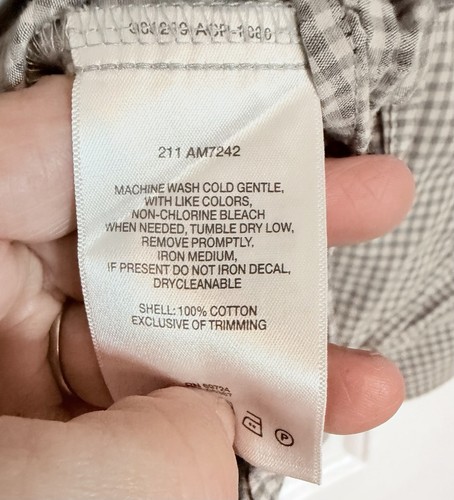 211 AM7242
MACHINE WASH COLD GENTLE,
WITH LIKE COLORS,
NON-CHLORINE BLEACH
WHEN NEEDED, TUMBLE DRY LOW,
REMOVE PROMPTLY.
IRON MEDIUM,
IF PRESENT DO NOT IRON DECAL,
DRYCLEANABLE
SHELL: 100% COTTON
EXCLUSIVE OF TRIMMING
P